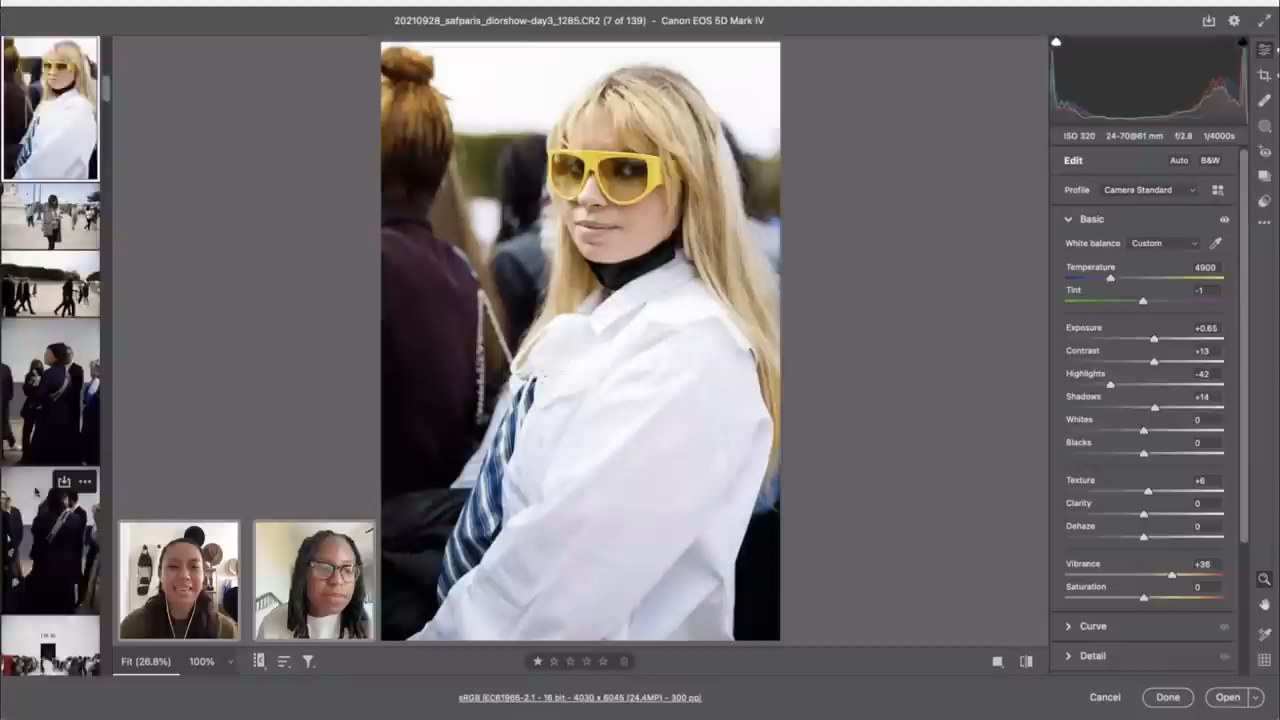 20210928_safparis_diorshow-day3_1285.CR2 (7 of 139) - Canon EOS 5D Mark IV
ISO 320 24-70@61 mm f/2.8 1/4000s
Edit Auto B&W
Profile Camera Standard
Basic
White balance Custom
Temperature 4900
Tint -1
Exposure +0.65
Contrast +13
Highlights -42
Shadows +14
Whites 0
Blacks 0
Texture +6
Clarity 0
Dehaze 0
Vibrance +36
Saturation 0
Curve
Detail
Fit (26.8%) 100%
sRGB IEC61966-2.1 - 16 bit - 4030 x 6045 (24.4MP) - 300 ppi
Cancel Done Open